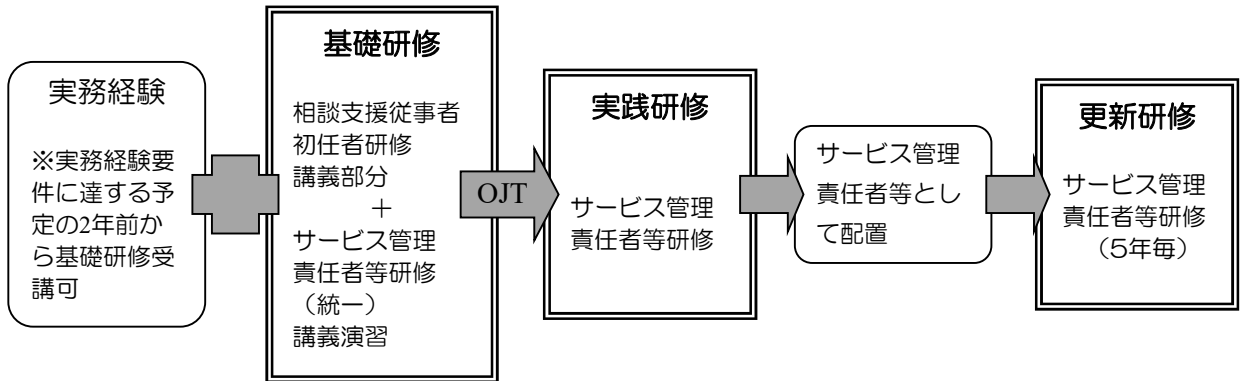 実務経験
※実務経験要
件に達する予
定の2年前か
ら基礎研修受
講可
基礎研修
相談支援従事者
初任者研修
講義部分
+
サービス管理
責任者等研修
（統一）
講義演習
OJT
実践研修
サービス管理
責任者等研修
サービス管理
責任者等とし
て配置
更新研修
サービス管理
責任者等研修
（5年毎）